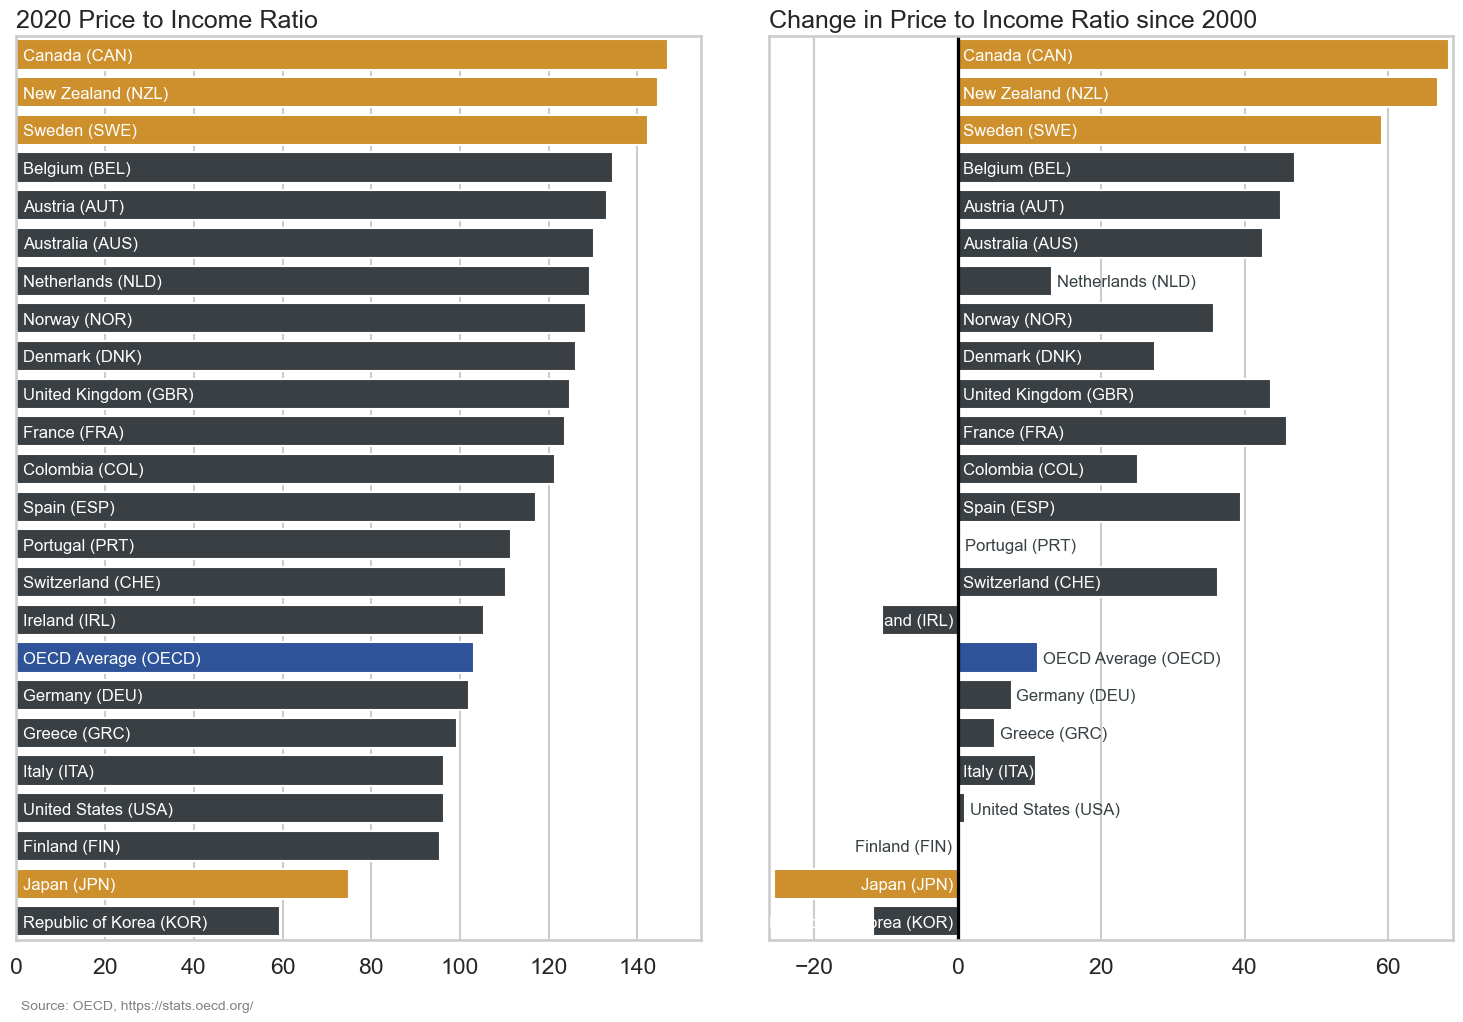 2020 Price to Income Ratio
Canada (CAN)
New Zealand (NZL)
Sweden (SWE)
Belgium (BEL)
Austria (AUT)
Australia (AUS)
Netherlands (NLD)
Norway (NOR)
Denmark (DNK)
United Kingdom (GBR)
France (FRA)
Colombia (COL)
Spain (ESP)
Portugal (PRT)
Switzerland (CHE)
Ireland (IRL)
OECD Average (OECD)
Germany (DEU)
Greece (GRC)
Italy (ITA)
United States (USA)
Finland (FIN)
Japan (JPN)
Republic of Korea (KOR)
0 20 40 60 80 100 120 140
Change in Price to Income Ratio since 2000
Canada (CAN)
New Zealand (NZL)
Sweden (SWE)
Belgium (BEL)
Austria (AUT)
Australia (AUS)
Netherlands (NLD)
Norway (NOR)
Denmark (DNK)
United Kingdom (GBR)
France (FRA)
Colombia (COL)
Spain (ESP)
Portugal (PRT)
Switzerland (CHE)
and (IRL)
OECD Average (OECD)
Germany (DEU)
Greece (GRC)
Italy (ITA)
United States (USA)
Finland (FIN)
Japan (JPN)
orea (KOR)
−20 0 20 40 60
Source: OECD, https://stats.oecd.org/